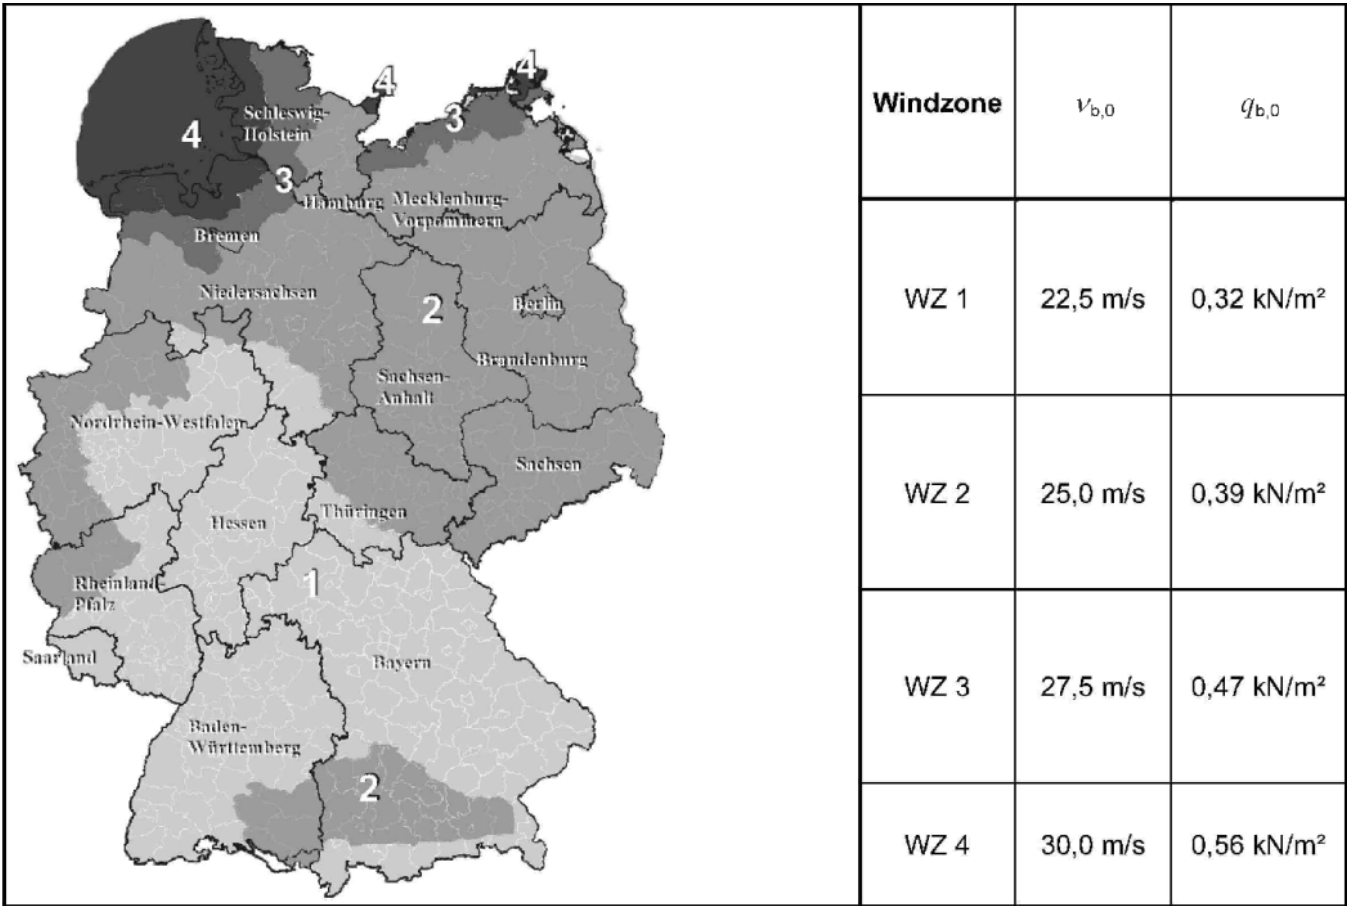 4
4
4
3
Schleswig-
Holstein
3
Hamburg
Mecklenburg-
Vorpommern
Bremen
Niedersachsen
2
Berlin
Brandenburg
Sachsen-
Anhalt
Nordrhein-Westfalen
Sachsen
Thüringen
Hessen
1
Rheinland-
Pfalz
Saarland
Bayern
Baden-
Württemberg
2
Windzone vb,0 qb,0
WZ 1 22,5 m/s 0,32 kN/m²
WZ 2 25,0 m/s 0,39 kN/m²
WZ 3 27,5 m/s 0,47 kN/m²
WZ 4 30,0 m/s 0,56 kN/m²